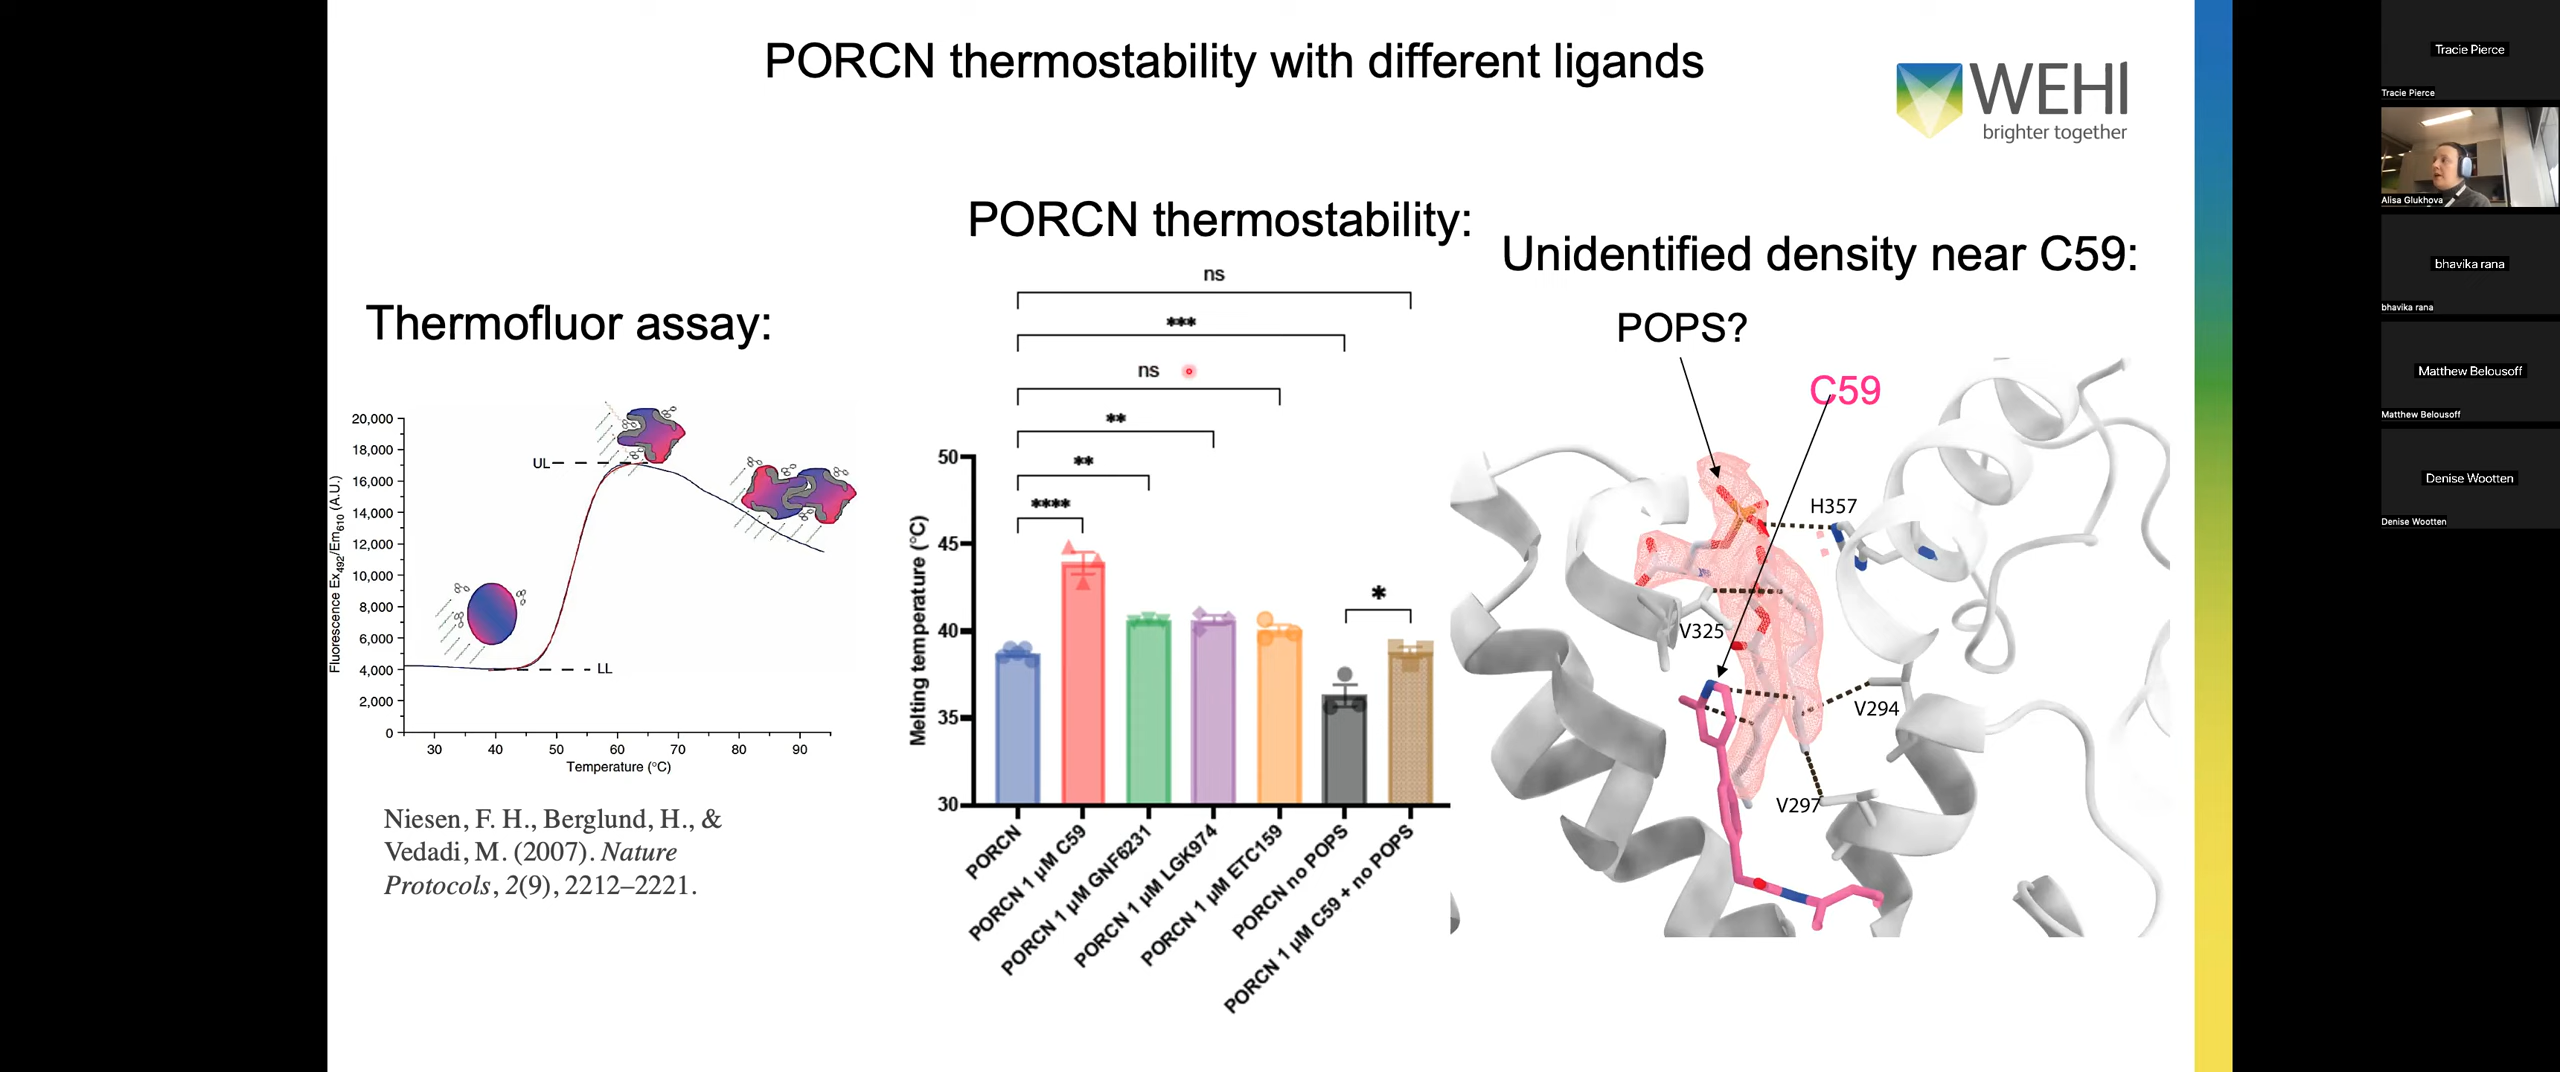 PORCN thermostability with different ligands
WEHI
brighter together
Thermofluor assay:
20,000
18,000
16,000
14,000
12,000
10,000
8,000
6,000
4,000
2,000
0
Fluorescence Ex492/Em610 (A.U.)
UL
LL
30 40 50 60 70 80 90
Temperature (°C)
Niesen, F. H., Berglund, H., &
Vedadi, M. (2007). Nature
Protocols, 2(9), 2212–2221.
PORCN thermostability:
ns
***
ns
**
**
****
*
50
45
40
35
30
Melting temperature (°C)
PORCN
PORCN 1 µM C59
PORCN 1 µM GNF6231
PORCN 1 µM LGK974
PORCN 1 µM ETC159
PORCN no POPS
PORCN 1 µM C59 + no POPS
Unidentified density near C59:
POPS?
C59
H357
V325
V294
V297
Tracie Pierce
Tracie Pierce
Alisa Glukhova
bhavika rana
bhavika rana
Matthew Belousoff
Matthew Belousoff
Denise Wootten
Denise Wootten